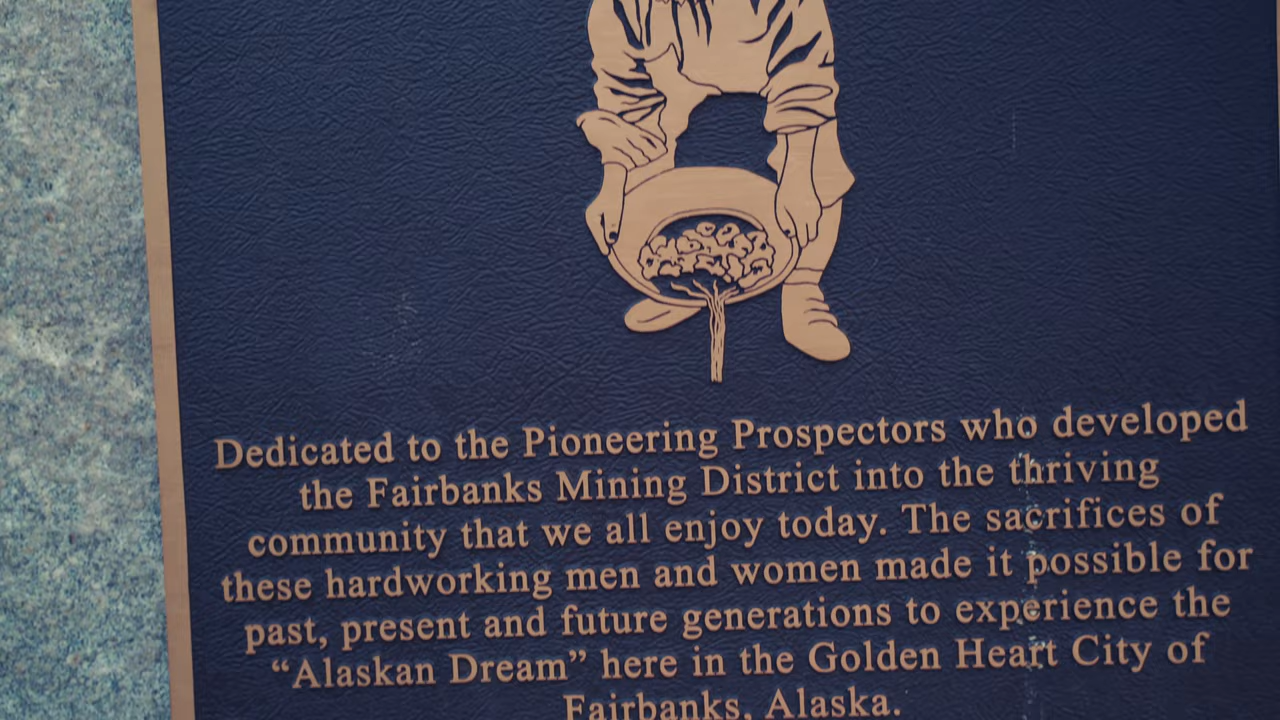 Dedicated to the Pioneering Prospectors who developed
the Fairbanks Mining District into the thriving
community that we all enjoy today. The sacrifices of
these hardworking men and women made it possible for
past, present and future generations to experience the
“Alaskan Dream” here in the Golden Heart City of
Fairbanks, Alaska.